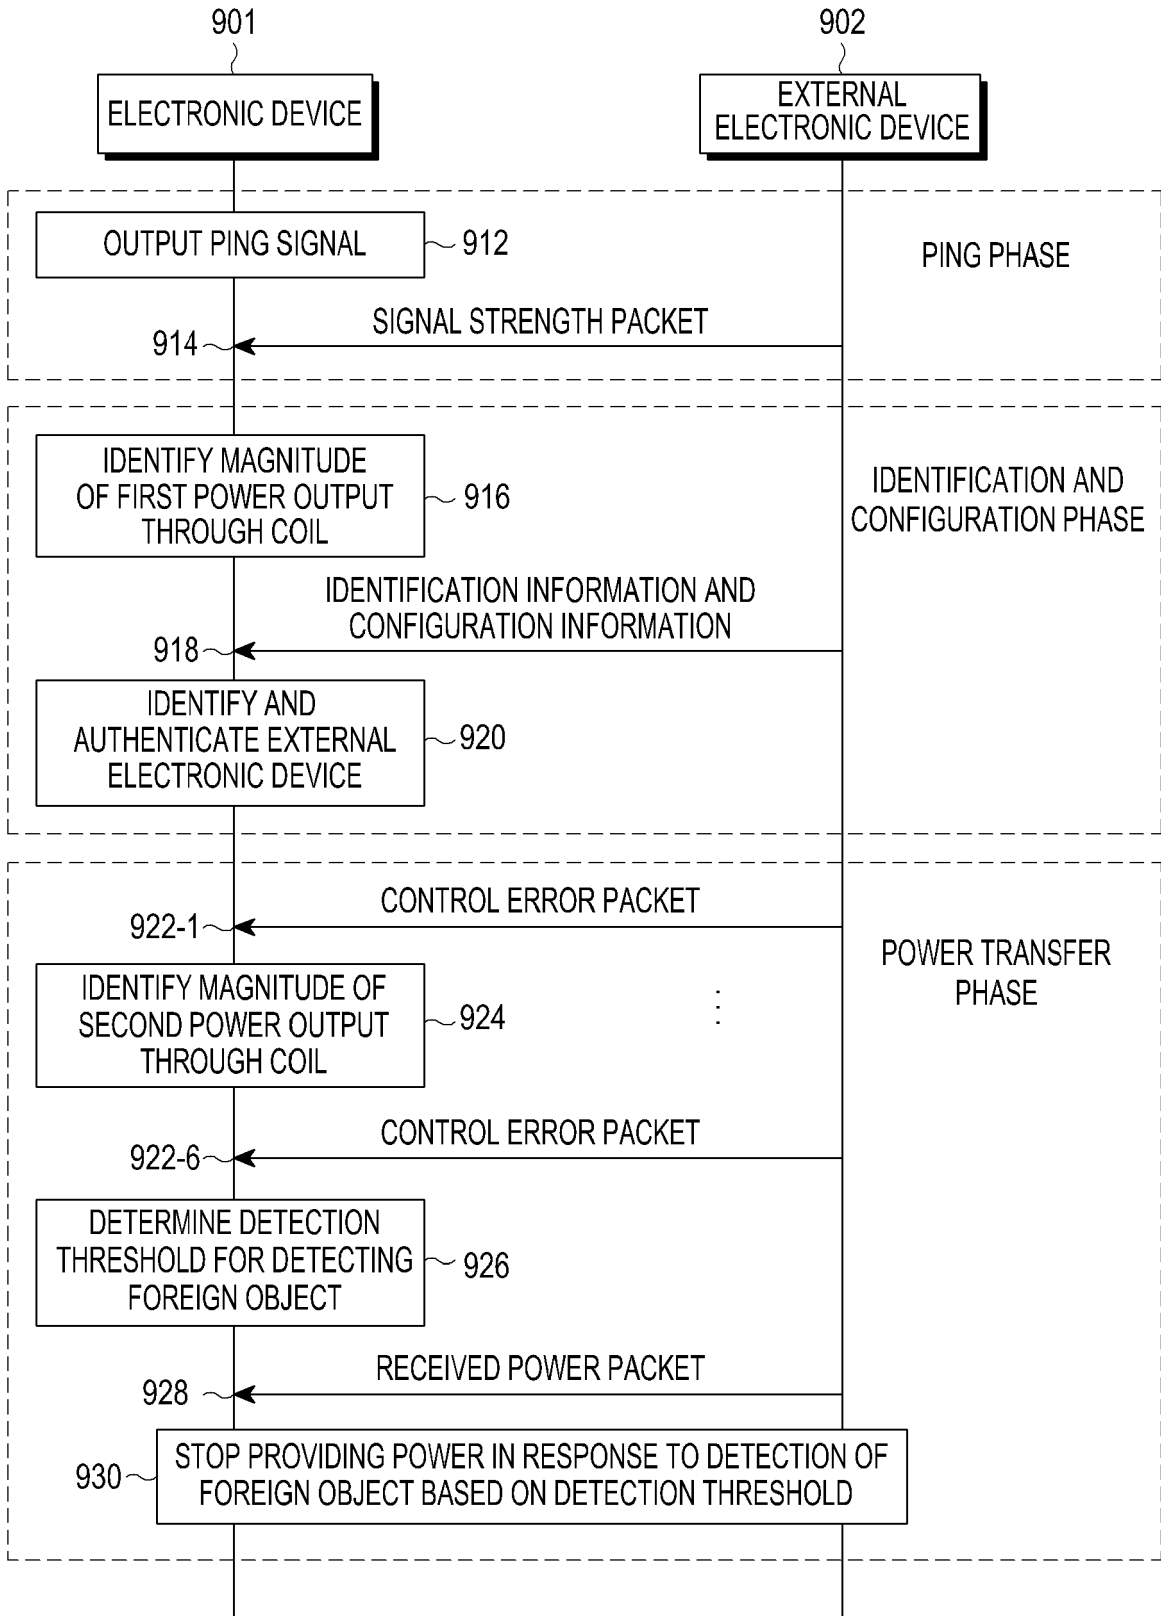 901
902
ELECTRONIC DEVICE
EXTERNAL
ELECTRONIC DEVICE
OUTPUT PING SIGNAL
912
PING PHASE
SIGNAL STRENGTH PACKET
914
IDENTIFY MAGNITUDE
OF FIRST POWER OUTPUT
THROUGH COIL
916
IDENTIFICATION AND
CONFIGURATION PHASE
IDENTIFICATION INFORMATION AND
CONFIGURATION INFORMATION
918
IDENTIFY AND
AUTHENTICATE EXTERNAL
ELECTRONIC DEVICE
920
CONTROL ERROR PACKET
922-1
POWER TRANSFER
PHASE
IDENTIFY MAGNITUDE OF
SECOND POWER OUTPUT
THROUGH COIL
924
CONTROL ERROR PACKET
922-6
DETERMINE DETECTION
THRESHOLD FOR DETECTING
FOREIGN OBJECT
926
RECEIVED POWER PACKET
928
STOP PROVIDING POWER IN RESPONSE TO DETECTION OF
FOREIGN OBJECT BASED ON DETECTION THRESHOLD
930